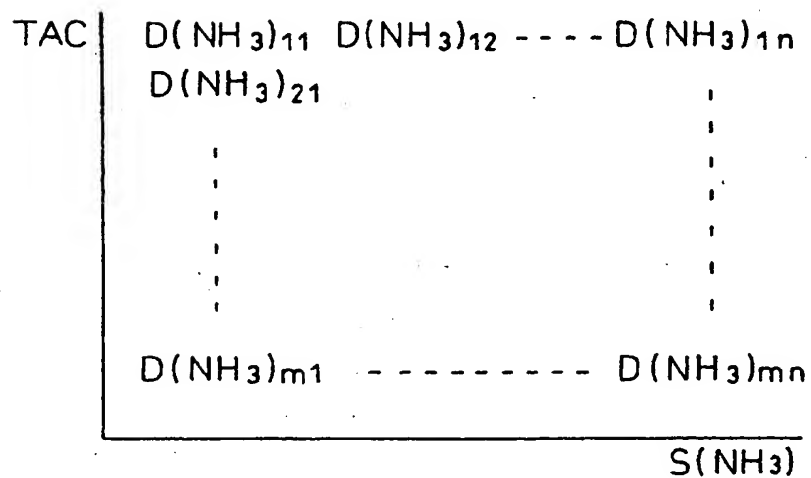 TAC D(NH3)11 D(NH3)12 ---- D(NH3)1n
D(NH3)21
D(NH3)m1 --------- D(NH3)mn
S(NH3)